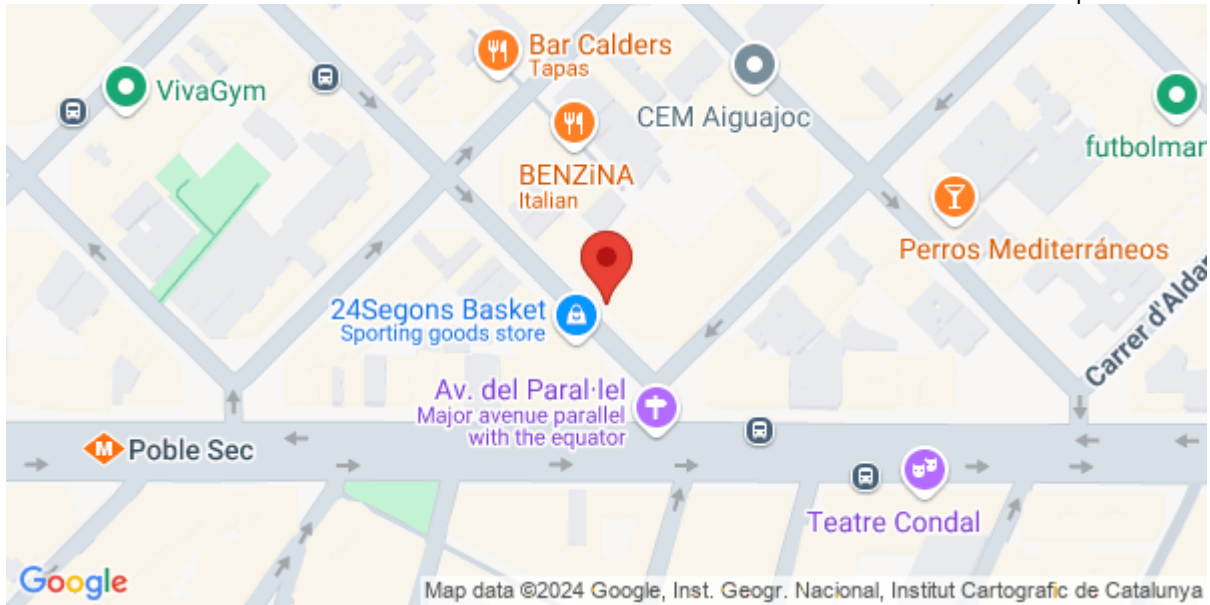 Bar Calders
Tapas
VivaGym
CEM Aiguajoc
futbolmar
BENZiNA
Italian
Perros Mediterráneos
24Segons Basket
Sporting goods store
Carrer d'Aldar
Av. del Paral·lel
Major avenue parallel
with the equator
M Poble Sec
Teatre Condal
Google
Map data ©2024 Google, Inst. Geogr. Nacional, Institut Cartografic de Catalunya